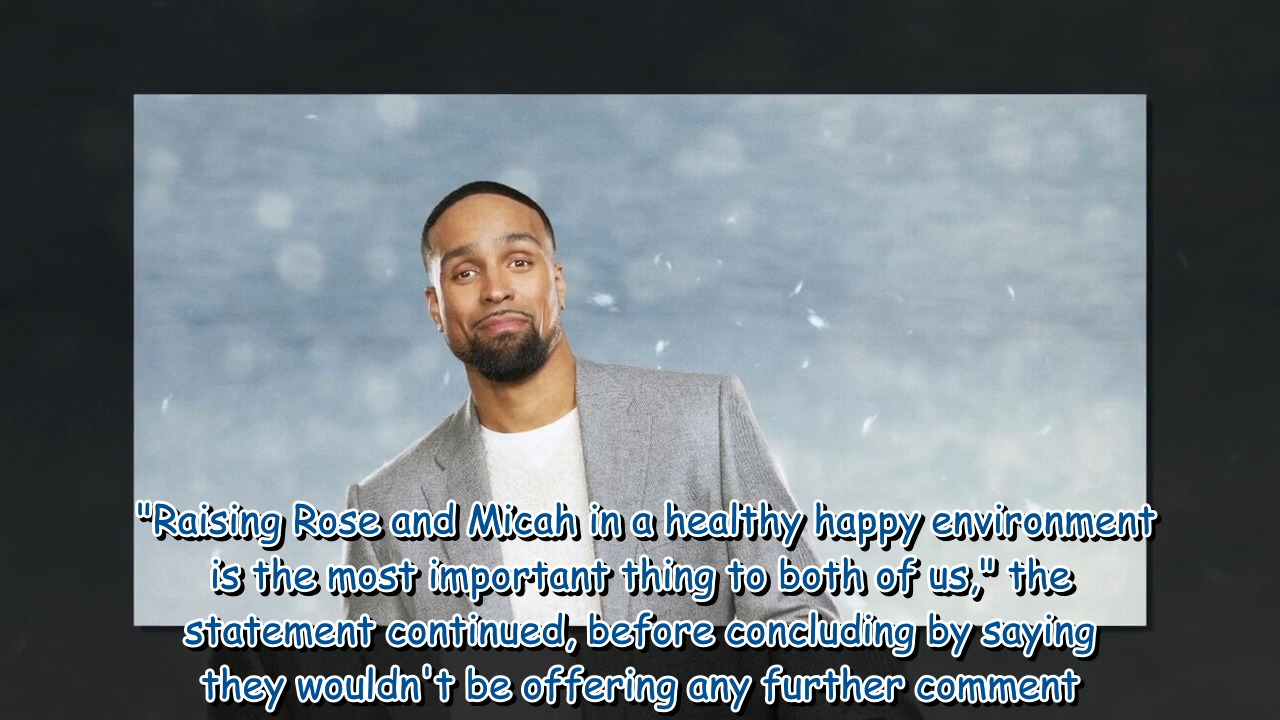 "Raising Rose and Micah in a healthy happy environment
is the most important thing to both of us," the
statement continued, before concluding by saying
they wouldn't be offering any further comment